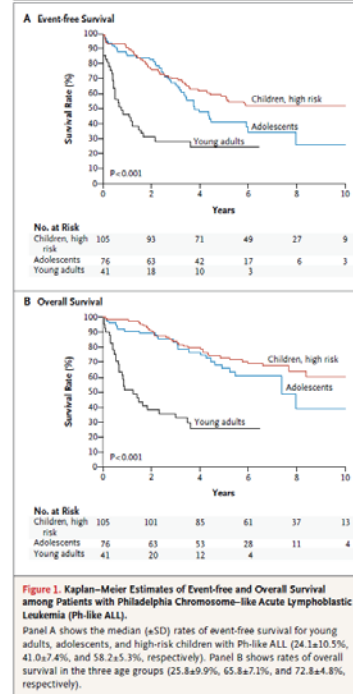 A Event-free Survival
100
90
80
70
60
50
40
30
20
10
0
Survival Rate (%)
Children, high risk
Adolescents
Young adults
P<0.001
0 2 4 6 8 10
Years
No. at Risk
Children, high 105 93 71 49 27 9
risk
Adolescents 76 63 42 17 6 3
Young adults 41 18 10 3
B Overall Survival
100
90
80
70
60
50
40
30
20
10
0
Survival Rate (%)
Children, high risk
Adolescents
Young adults
P<0.001
0 2 4 6 8 10
Years
No. at Risk
Children, high 105 101 85 61 37 13
risk
Adolescents 76 63 53 28 11 4
Young adults 41 20 12 4
Figure 1. Kaplan–Meier Estimates of Event-free and Overall Survival
among Patients with Philadelphia Chromosome–like Acute Lymphoblastic
Leukemia (Ph-like ALL).
Panel A shows the median (±SD) rates of event-free survival for young
adults, adolescents, and high-risk children with Ph-like ALL (24.1±10.5%,
41.0±7.4%, and 58.2±5.3%, respectively). Panel B shows rates of overall
survival in the three age groups (25.8±9.9%, 65.8±7.1%, and 72.8±4.8%,
respectively).